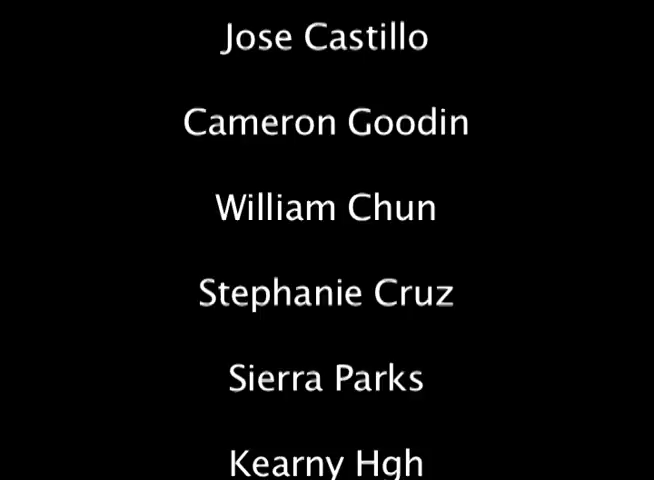 Jose Castillo
Cameron Goodin
William Chun
Stephanie Cruz
Sierra Parks
Kearny Hgh